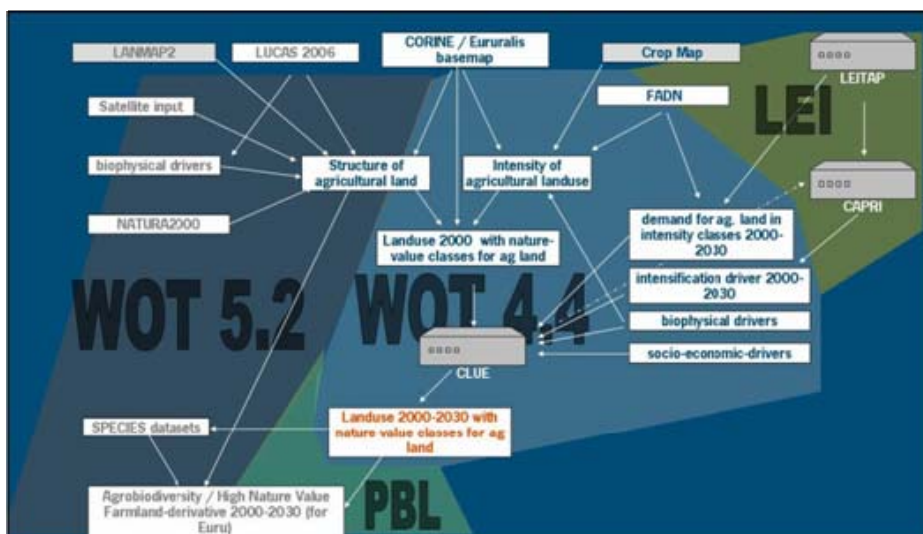 LANMAP2
LUCAS 2006
CORINE / Eururalis
basemap
Crop Map
LEITAP
Satellite input
FADN
LEI
biophysical drivers
Structure of
agricultural land
Intensity of
agricultural landuse
CAPRI
NATURA2000
Landuse 2000 with nature-
value classes for ag land
demand for ag. land in
intensity classes 2000-
2030
intensification driver 2000-
2030
WOT 5.2
WOT 4.4
biophysical drivers
socio-economic-drivers
CLUE
Landuse 2000-2030 with
nature value classes for ag
land
SPECIES datasets
Agrobiodiversity / High Nature Value
Farmland-derivative 2000-2030 (for
Euru)
PBL